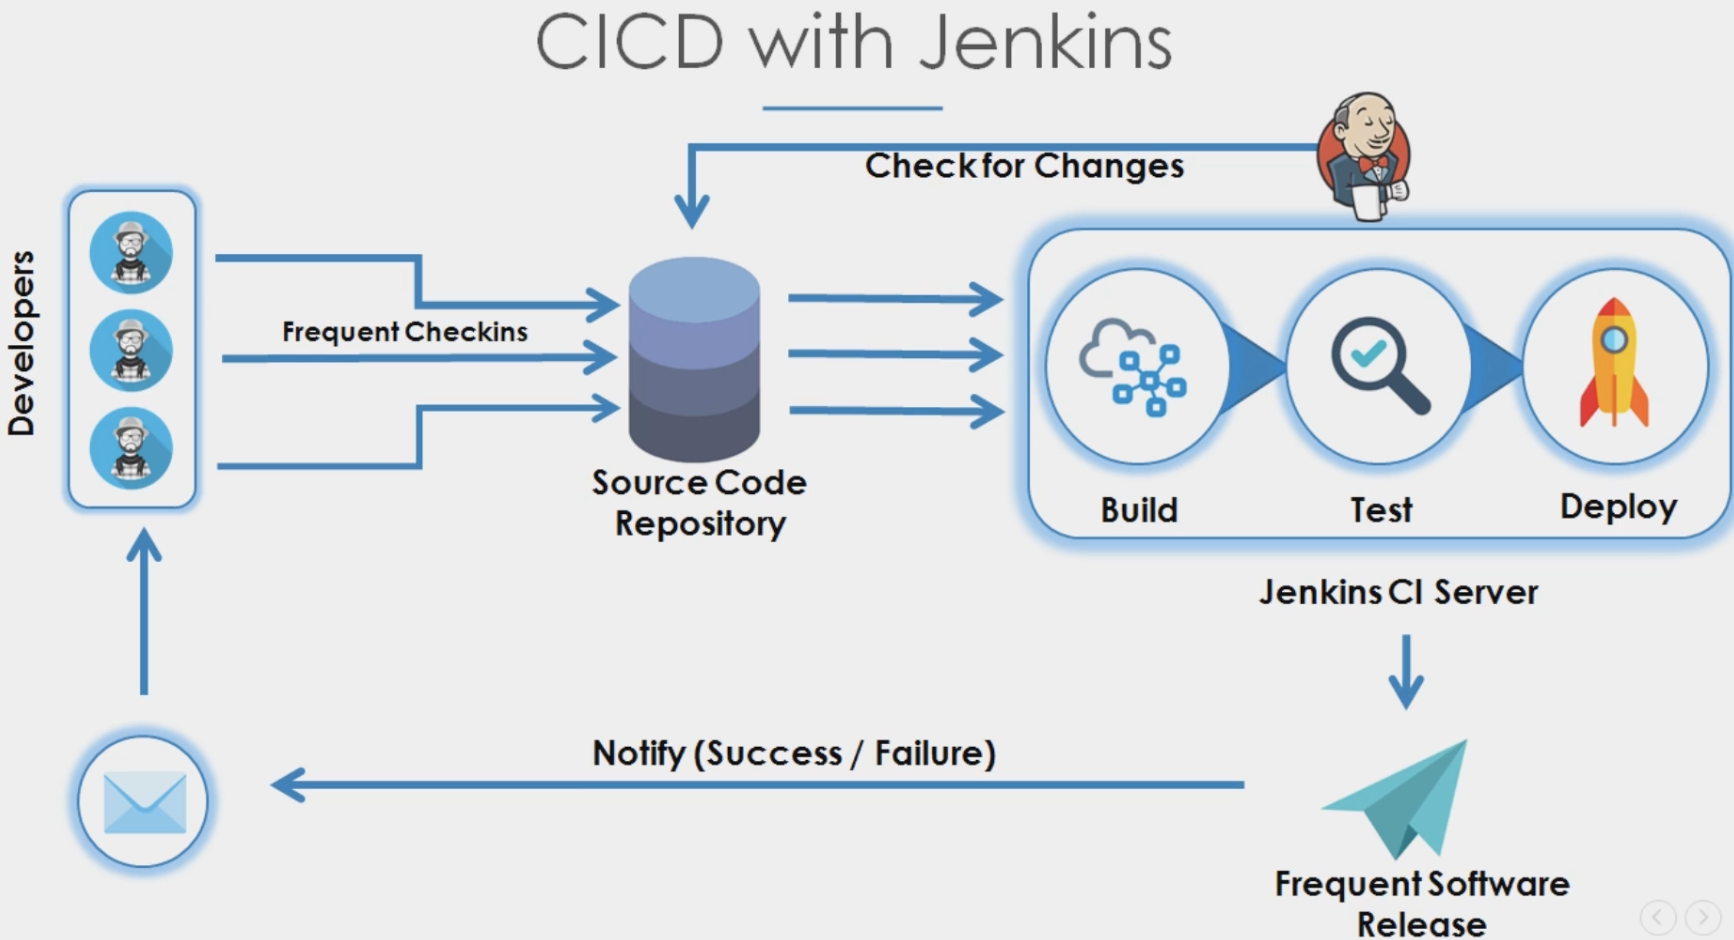 CICD with Jenkins
Check for Changes
Developers
Frequent Checkins
Source Code
Repository
Build
Test
Deploy
Jenkins CI Server
Notify (Success / Failure)
Frequent Software
Release